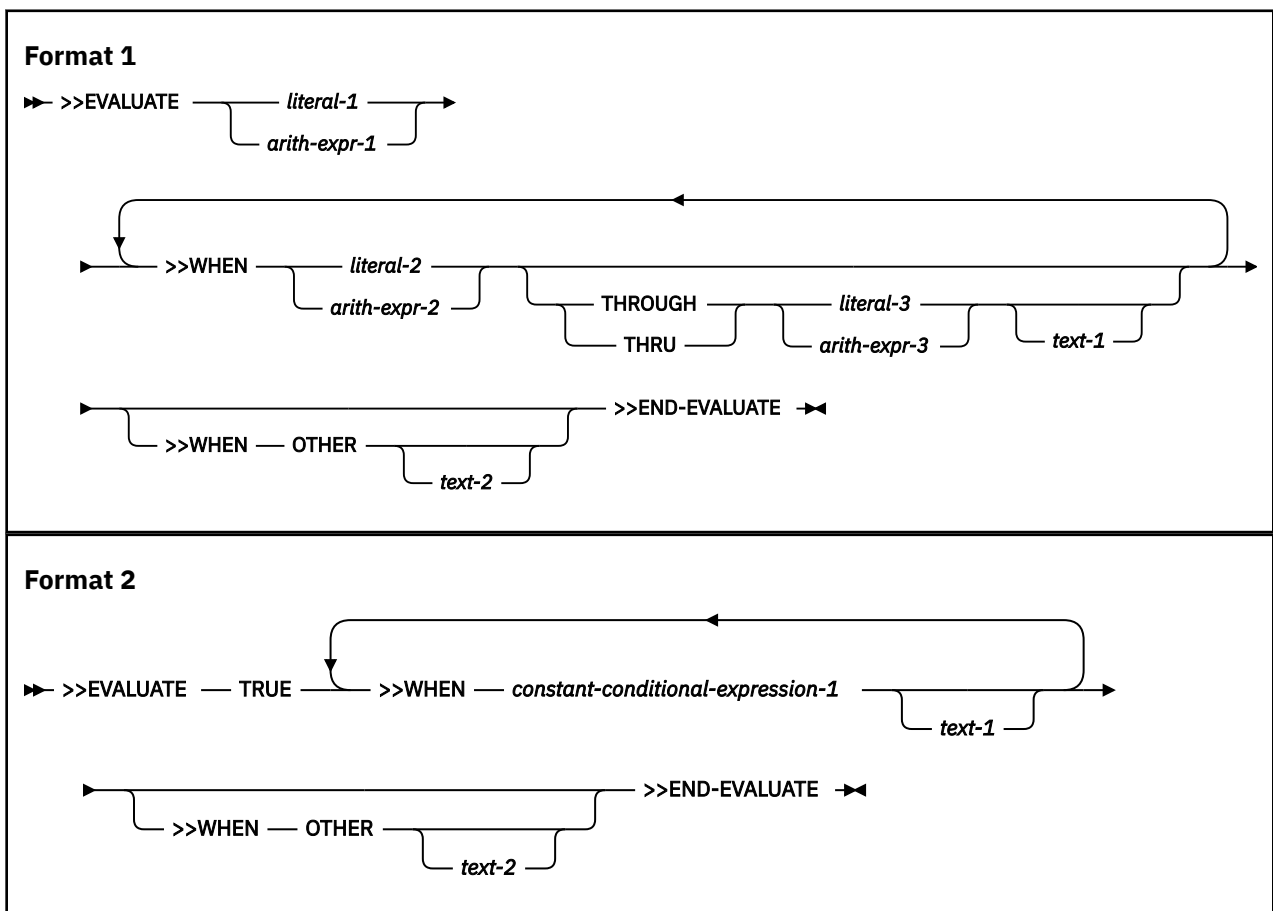 Format 1
>>EVALUATE literal-1
arith-expr-1
>>WHEN literal-2
arith-expr-2
THROUGH literal-3
THRU arith-expr-3 text-1
>>END-EVALUATE
>>WHEN OTHER
text-2
Format 2
>>EVALUATE TRUE >>WHEN constant-conditional-expression-1
text-1
>>END-EVALUATE
>>WHEN OTHER
text-2